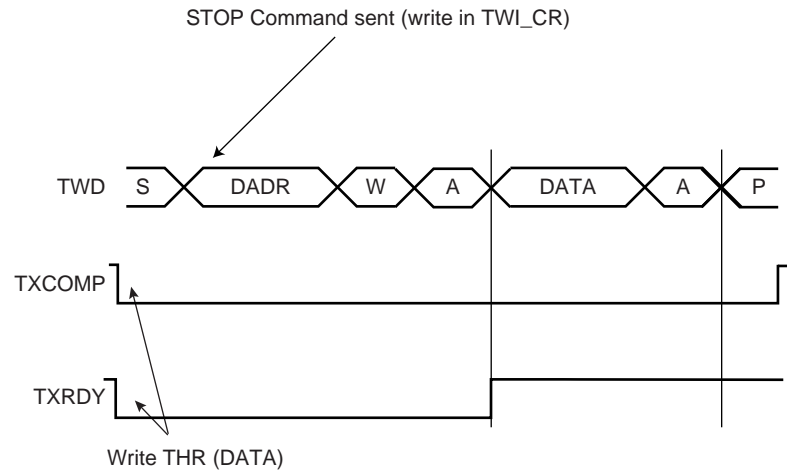 STOP Command sent (write in TWI_CR)
TWD S DADR W A DATA A P
TXCOMP
TXRDY
Write THR (DATA)